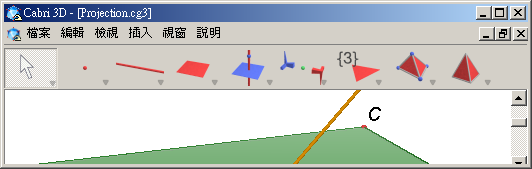 Cabri 3D - [Projection.cg3]
檔案 編輯 檢視 插入 視窗 說明
{3}
C